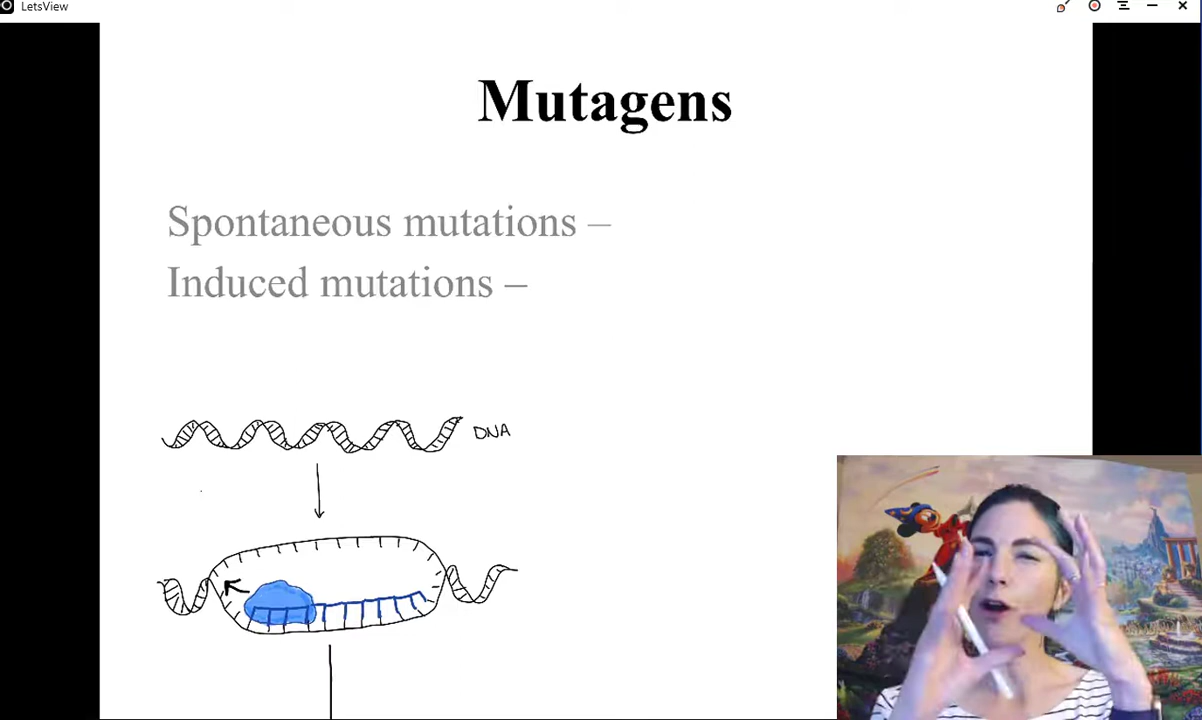 LetsView
Mutagens
Spontaneous mutations –
Induced mutations –
DNA